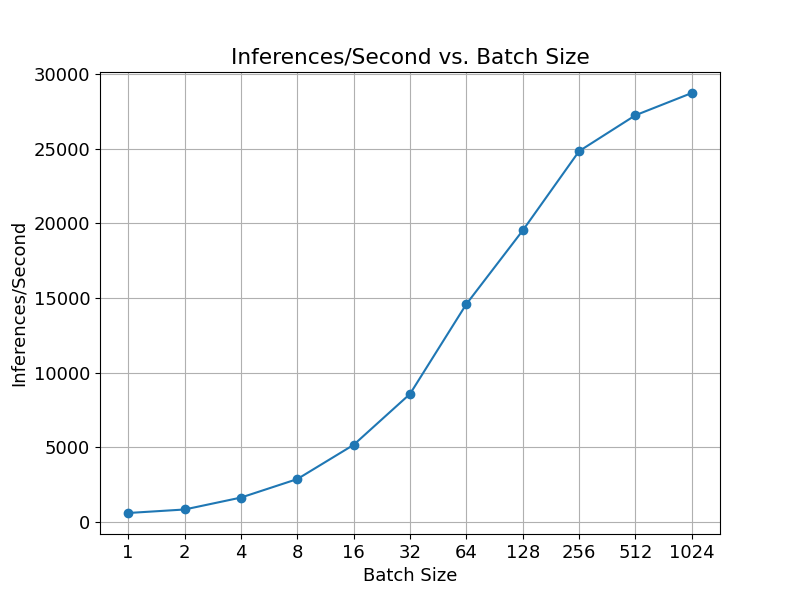 Inferences/Second vs. Batch Size
30000
25000
20000
15000
10000
5000
0
Inferences/Second
1 2 4 8 16 32 64 128 256 512 1024
Batch Size